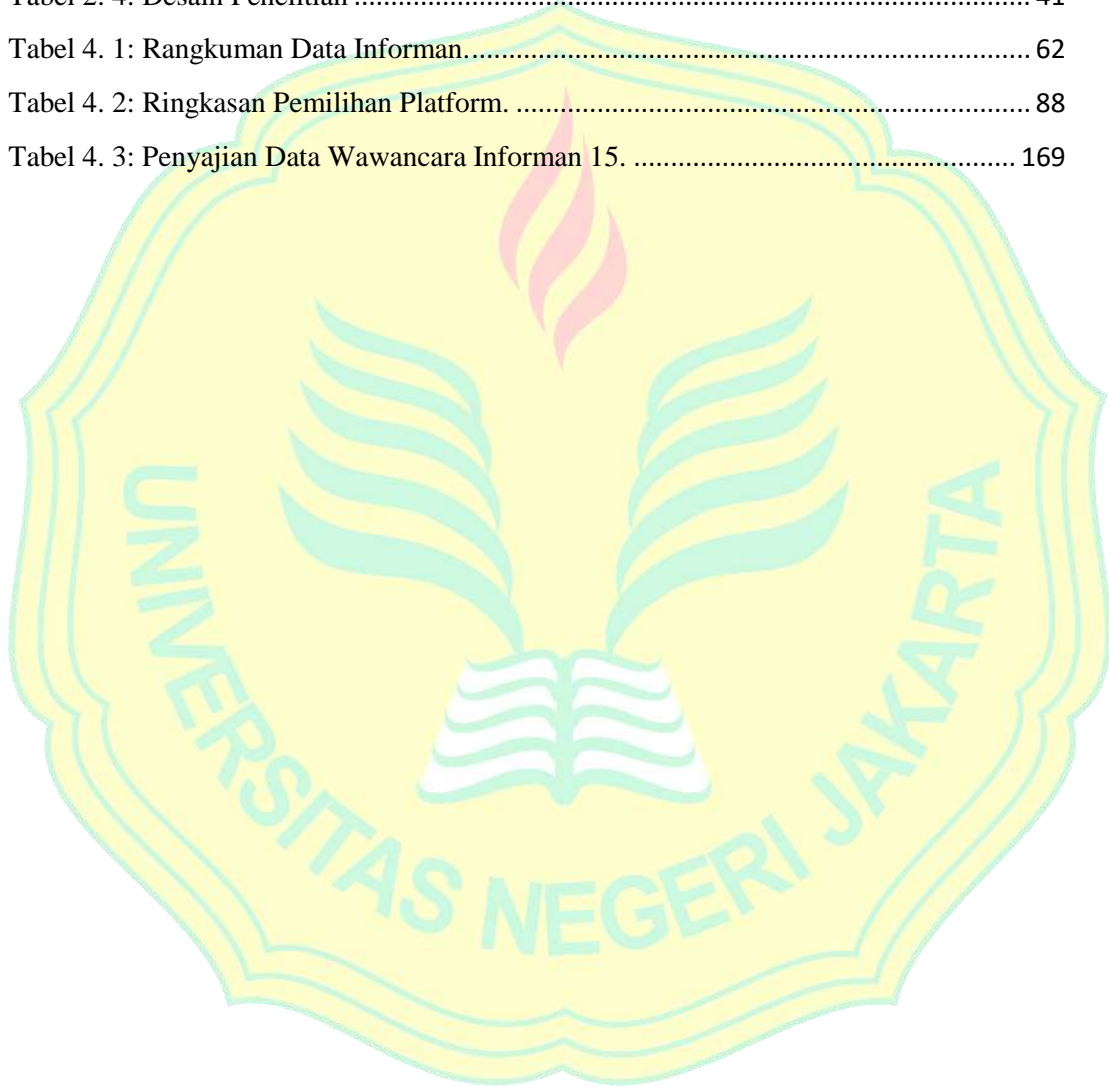 Tabel 2. 4: Desain Penelitian ........................................................................................ 41
Tabel 4. 1: Rangkuman Data Informan....................................................................... 62
Tabel 4. 2: Ringkasan Pemilihan Platform. ................................................................ 88
Tabel 4. 3: Penyajian Data Wawancara Informan 15. ................................................ 169
UNIVERSITAS NEGERI JAKARTA